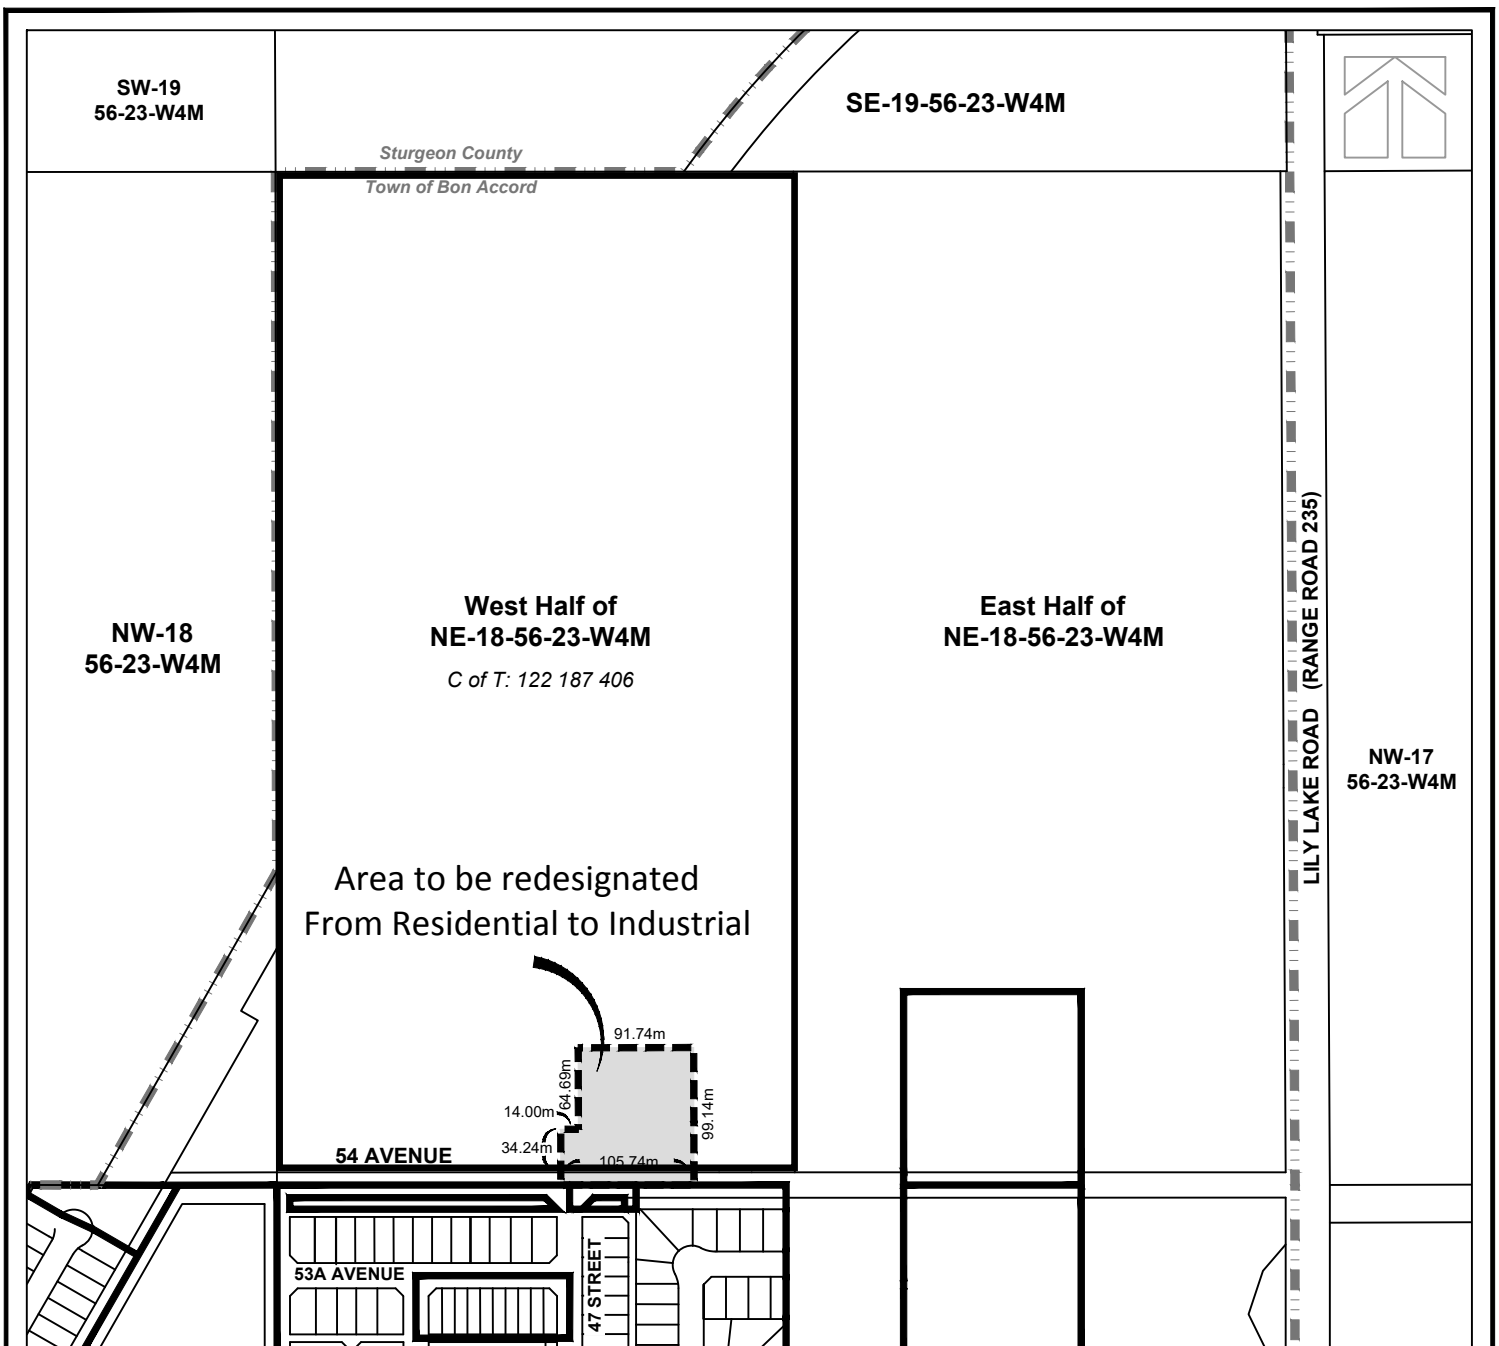 SW-19
56-23-W4M
SE-19-56-23-W4M
Sturgeon County
Town of Bon Accord
NW-18
56-23-W4M
West Half of
NE-18-56-23-W4M
C of T: 122 187 406
East Half of
NE-18-56-23-W4M
LILY LAKE ROAD (RANGE ROAD 235)
NW-17
56-23-W4M
Area to be redesignated
From Residential to Industrial
91.74m
64.69m
99.14m
14.00m
34.24m
105.74m
54 AVENUE
53A AVENUE
47 STREET